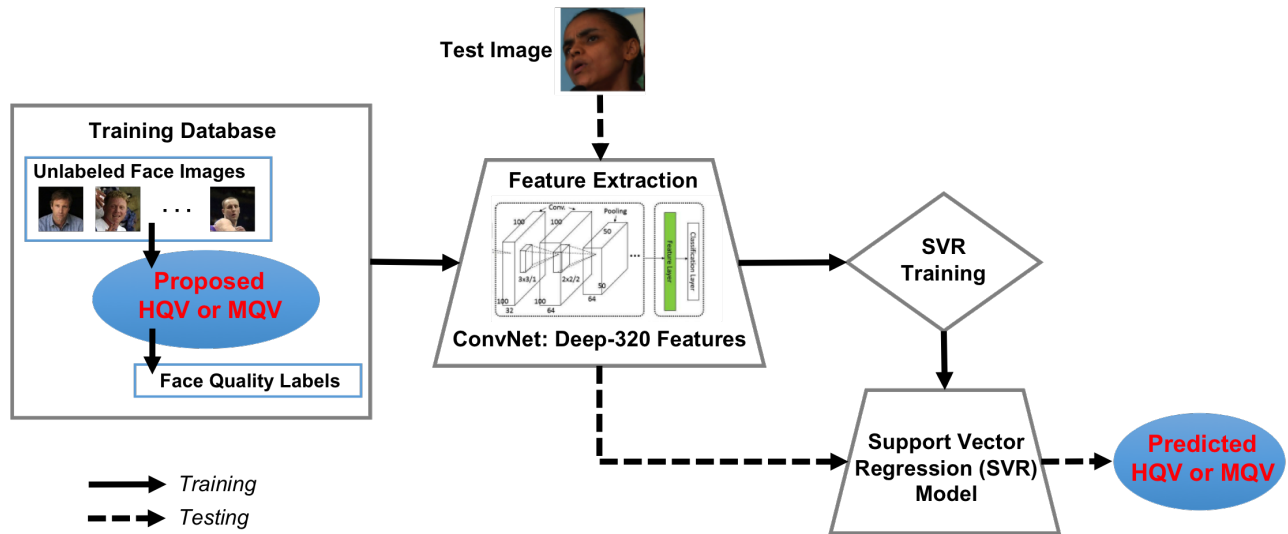 Test Image
Training Database
Unlabeled Face Images
. . .
Proposed
HQV or MQV
Face Quality Labels
Feature Extraction
Conv.
Pooling
100
100
50
3x3/1
2x2/2
100
32
100
64
50
64
...
Feature Layer
Classification Layer
ConvNet: Deep-320 Features
SVR
Training
Support Vector
Regression (SVR)
Model
Predicted
HQV or MQV
Training
Testing